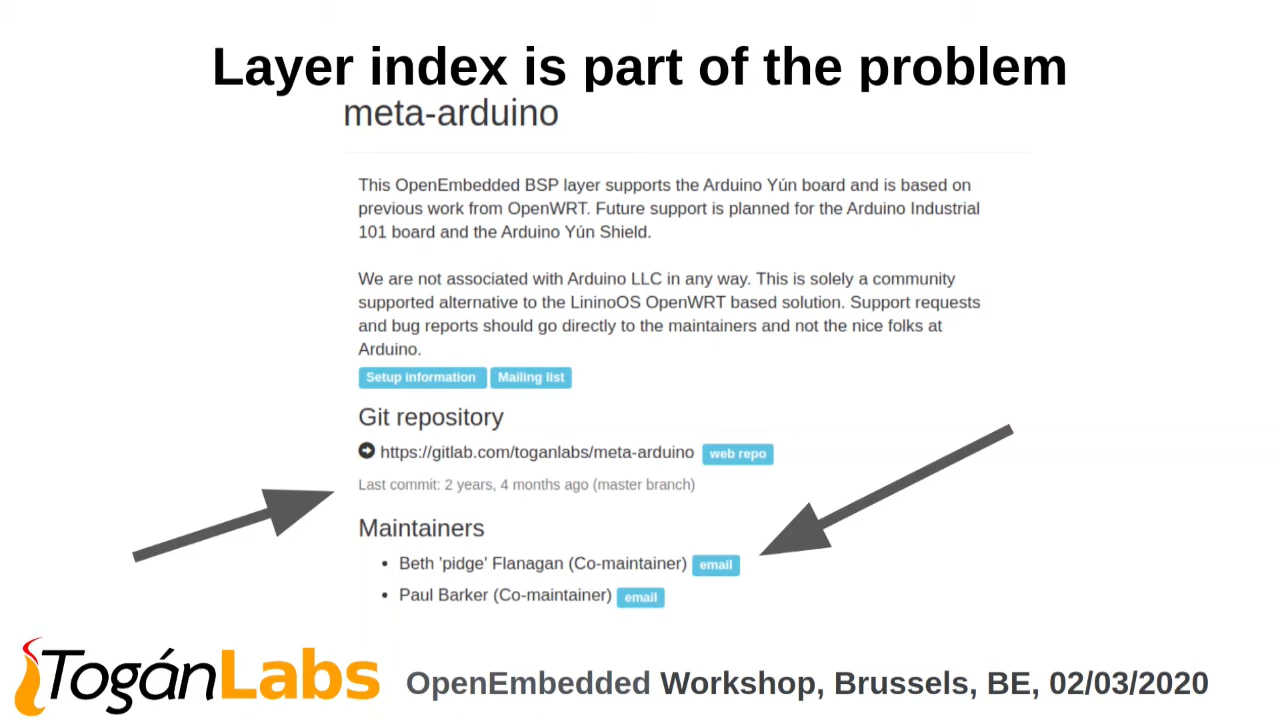 Layer index is part of the problem
meta-arduino
This OpenEmbedded BSP layer supports the Arduino Yún board and is based on
previous work from OpenWRT. Future support is planned for the Arduino Industrial
101 board and the Arduino Yún Shield.
We are not associated with Arduino LLC in any way. This is solely a community
supported alternative to the LininoOS OpenWRT based solution. Support requests
and bug reports should go directly to the maintainers and not the nice folks at
Arduino.
Setup information Mailing list
Git repository
https://gitlab.com/toganlabs/meta-arduino web repo
Last commit: 2 years, 4 months ago (master branch)
Maintainers
• Beth 'pidge' Flanagan (Co-maintainer) email
• Paul Barker (Co-maintainer) email
TogánLabs OpenEmbedded Workshop, Brussels, BE, 02/03/2020